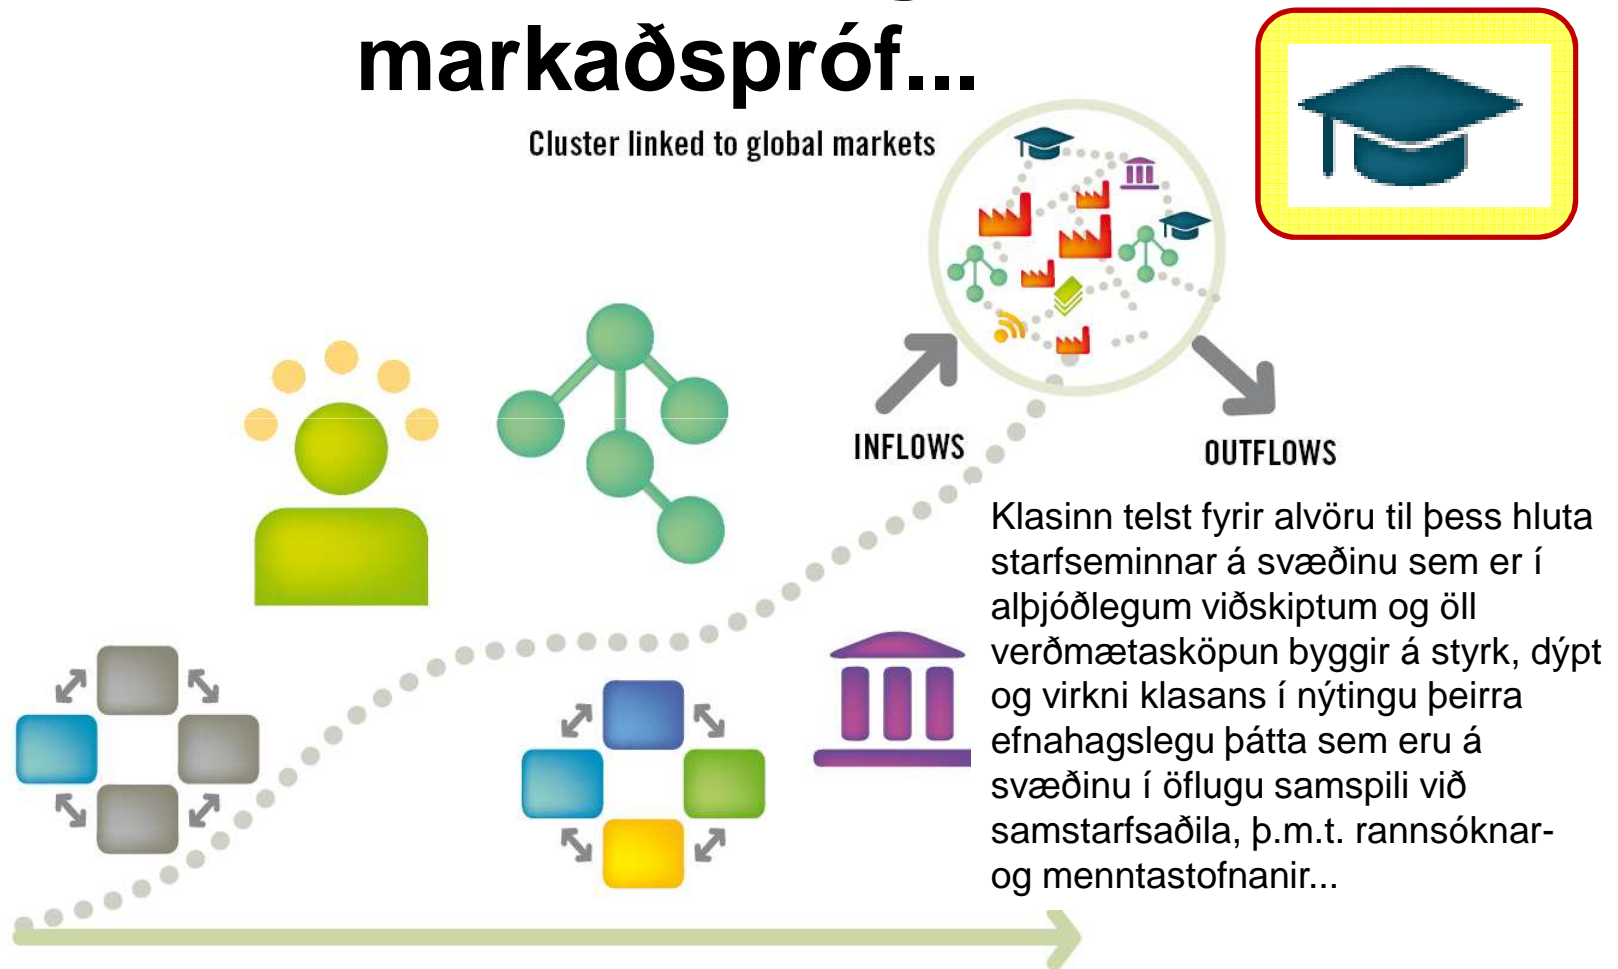 markaðspróf...
Cluster linked to global markets
INFLOWS
OUTFLOWS
Klasinn telst fyrir alvöru til þess hluta
starfseminnar á svæðinu sem er í
alþjóðlegum viðskiptum og öll
verðmætasköpun byggir á styrk, dýpt
og virkni klasans í nýtingu þeirra
efnahagslegu þátta sem eru á
svæðinu í öflugu samspili við
samstarfsaðila, þ.m.t. rannsóknar-
og menntastofnanir...